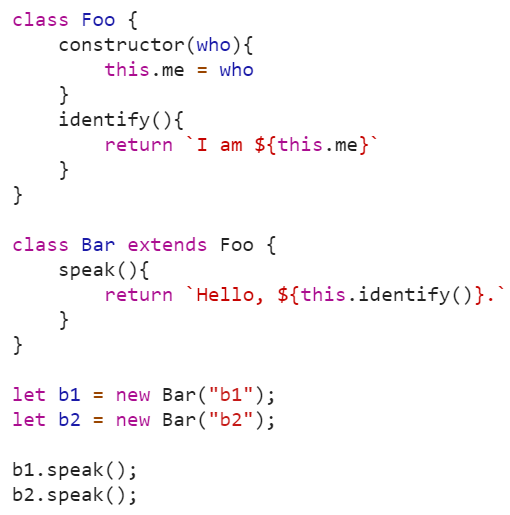 class Foo {
    constructor(who){
        this.me = who
    }
    identify(){
        return `I am ${this.me}`
    }
}

class Bar extends Foo {
    speak(){
        return `Hello, ${this.identify()}.`
    }
}

let b1 = new Bar("b1");
let b2 = new Bar("b2");

b1.speak();
b2.speak();